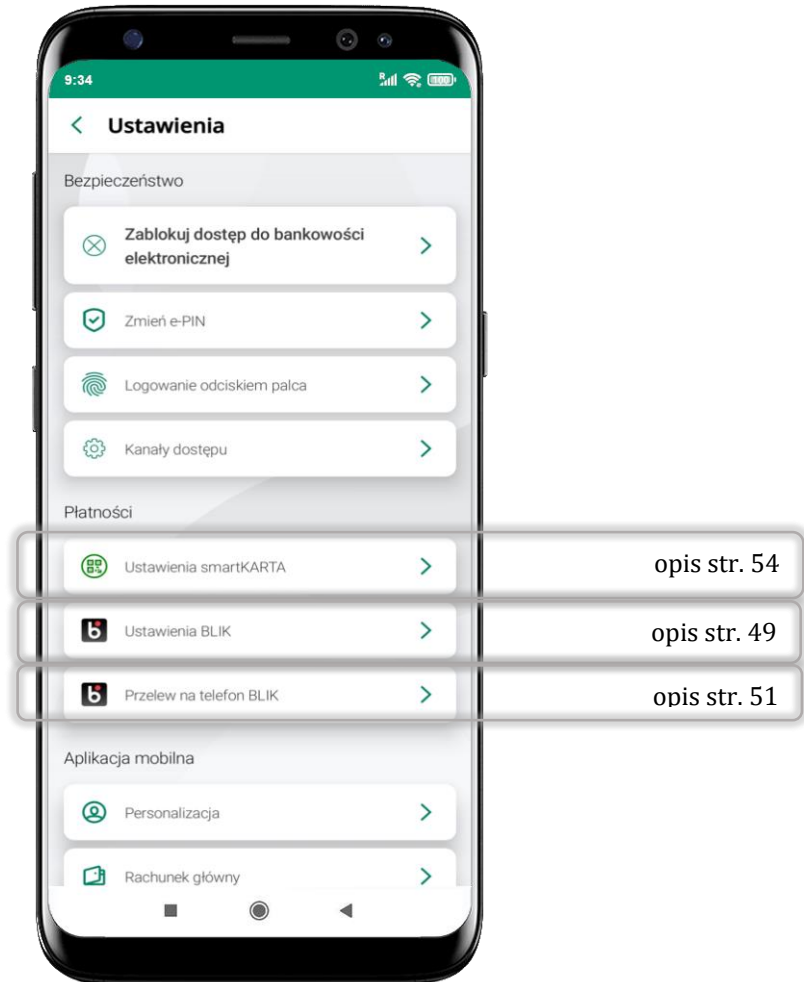 9:34
Ustawienia
Bezpieczeństwo
Zablokuj dostęp do bankowości
elektronicznej
Zmień e-PIN
Logowanie odciskiem palca
Kanały dostępu
Płatności
Ustawienia smartKARTA
opis str. 54
Ustawienia BLIK
opis str. 49
Przelew na telefon BLIK
opis str. 51
Aplikacja mobilna
Personalizacja
Rachunek główny